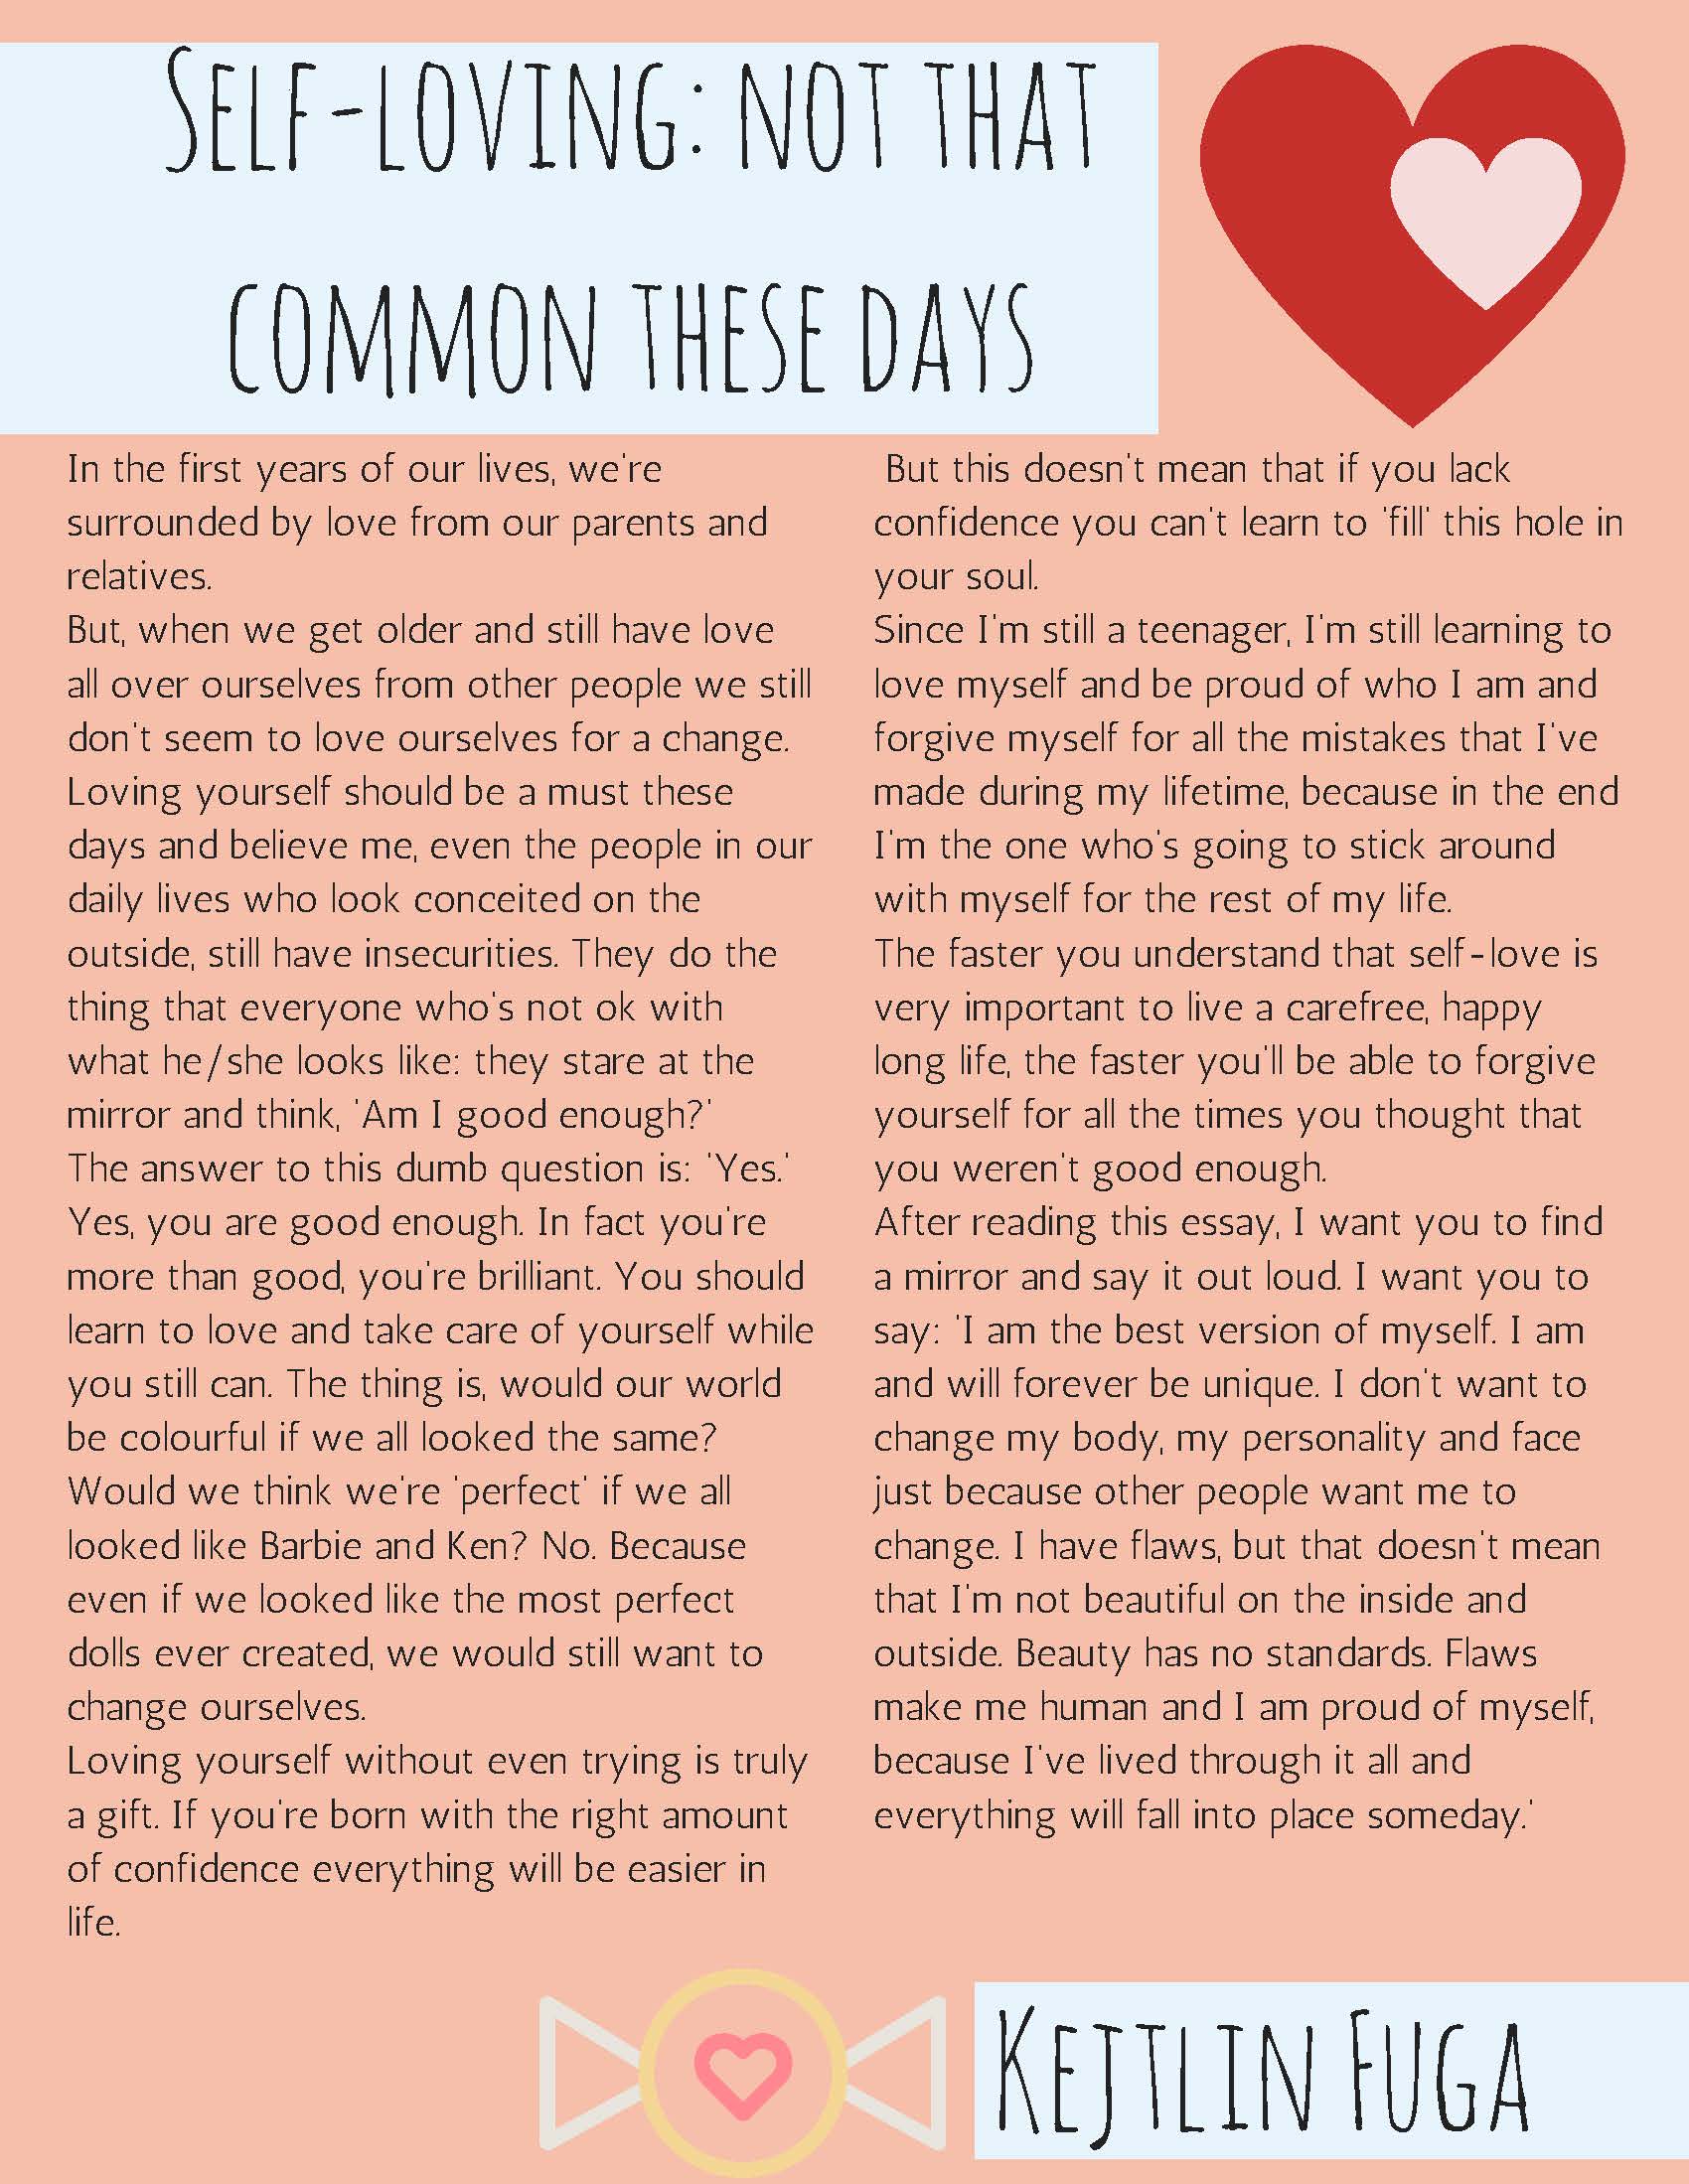 Self-loving: not that
common these days
In the first years of our lives, we're
surrounded by love from our parents and
relatives.
But, when we get older and still have love
all over ourselves from other people we still
don't seem to love ourselves for a change.
Loving yourself should be a must these
days and believe me, even the people in our
daily lives who look conceited on the
outside, still have insecurities. They do the
thing that everyone who's not ok with
what he/she looks like: they stare at the
mirror and think, 'Am I good enough?'
The answer to this dumb question is: 'Yes.'
Yes, you are good enough. In fact you're
more than good, you're brilliant. You should
learn to love and take care of yourself while
you still can. The thing is, would our world
be colourful if we all looked the same?
Would we think we're 'perfect' if we all
looked like Barbie and Ken? No. Because
even if we looked like the most perfect
dolls ever created, we would still want to
change ourselves.
Loving yourself without even trying is truly
a gift. If you're born with the right amount
of confidence everything will be easier in
life.
But this doesn't mean that if you lack
confidence you can't learn to 'fill' this hole in
your soul.
Since I'm still a teenager, I'm still learning to
love myself and be proud of who I am and
forgive myself for all the mistakes that I've
made during my lifetime, because in the end
I'm the one who's going to stick around
with myself for the rest of my life.
The faster you understand that self-love is
very important to live a carefree, happy
long life, the faster you'll be able to forgive
yourself for all the times you thought that
you weren't good enough.
After reading this essay, I want you to find
a mirror and say it out loud. I want you to
say: 'I am the best version of myself. I am
and will forever be unique. I don't want to
change my body, my personality and face
just because other people want me to
change. I have flaws, but that doesn't mean
that I'm not beautiful on the inside and
outside. Beauty has no standards. Flaws
make me human and I am proud of myself,
because I've lived through it all and
everything will fall into place someday.'
Kejtlin Fuga